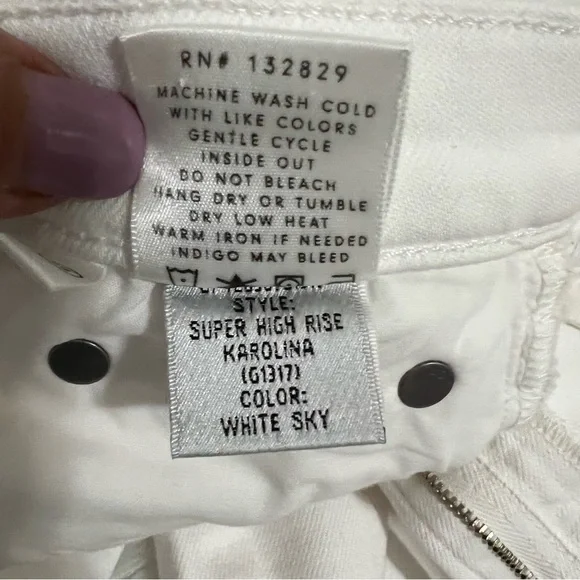 RN# 132829
MACHINE WASH COLD
WITH LIKE COLORS
GENTLE CYCLE
INSIDE OUT
DO NOT BLEACH
HANG DRY OR TUMBLE
DRY LOW HEAT
WARM IRON IF NEEDED
INDIGO MAY BLEED
STYLE:
SUPER HIGH RISE
KAROLINA
(G1317)
COLOR:
WHITE SKY